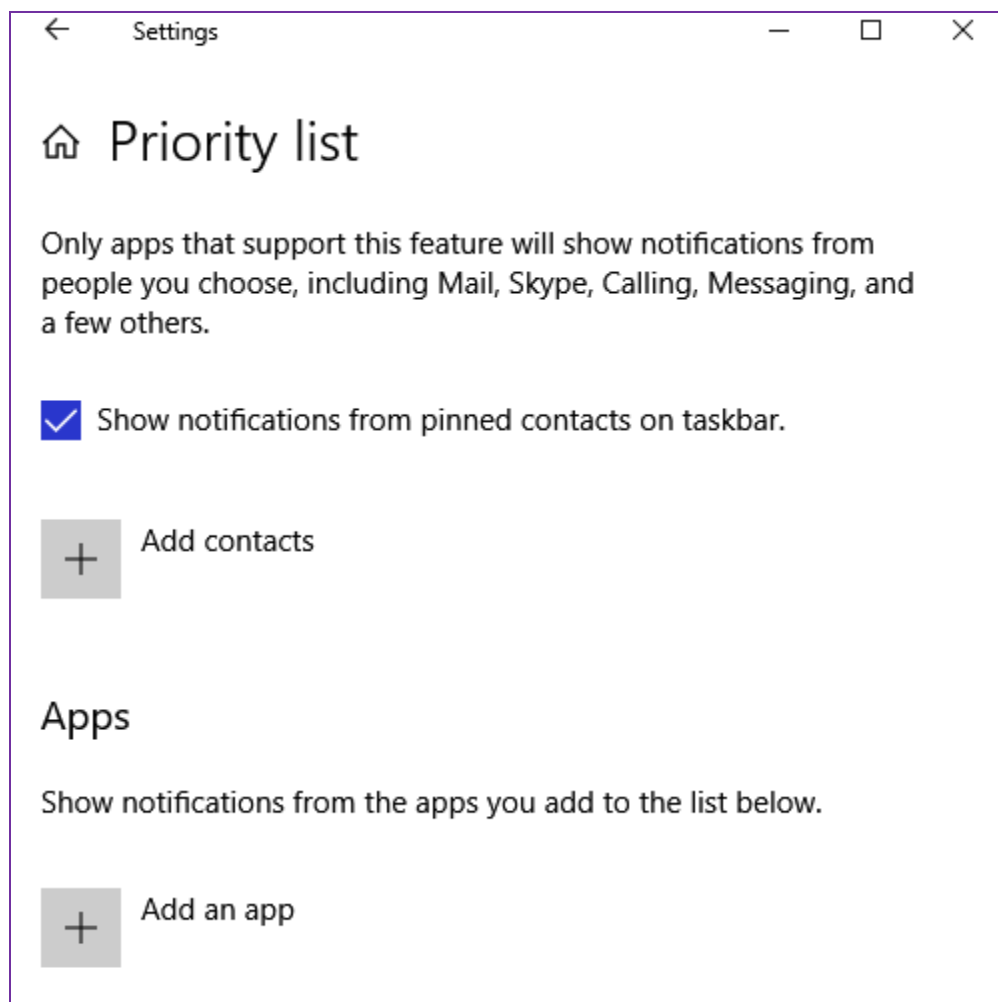 Settings
Priority list
Only apps that support this feature will show notifications from
people you choose, including Mail, Skype, Calling, Messaging, and
a few others.
Show notifications from pinned contacts on taskbar.
Add contacts
Apps
Show notifications from the apps you add to the list below.
Add an app